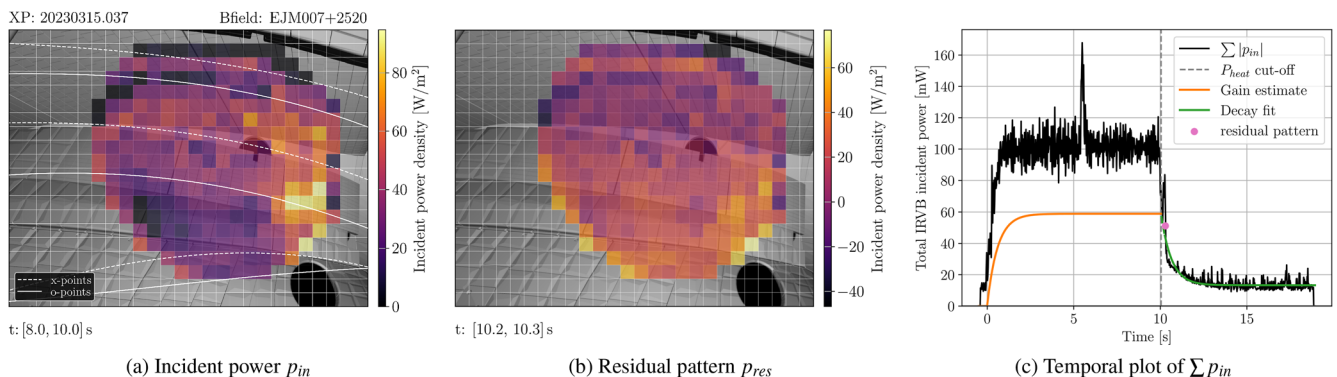 XP: 20230315.037 Bfield: EJM007+2520
80
60
40
20
0
Incident power density [W/m²]
x-points
o-points
t: [8.0, 10.0] s
(a) Incident power p_in
60
40
20
0
−20
−40
Incident power density [W/m²]
t: [10.2, 10.3] s
(b) Residual pattern p_res
160
140
120
100
80
60
40
20
0
Total IRVB incident power [mW]
∑ |p_in|
P_heat cut-off
Gain estimate
Decay fit
residual pattern
0 5 10 15
Time [s]
(c) Temporal plot of ∑ p_in